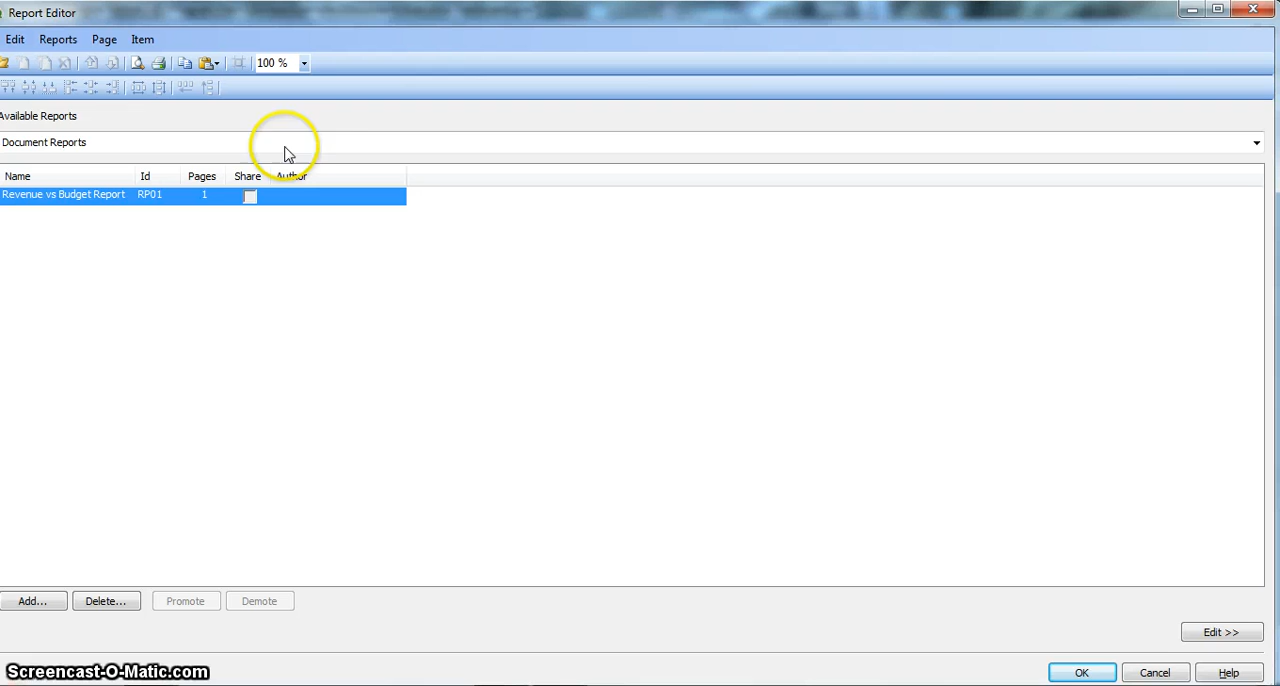 Report Editor
Edit Reports Page Item
100 %
Available Reports
Document Reports
Name Id Pages Share Author
Revenue vs Budget Report RP01 1
Add... Delete... Promote Demote
Edit >>
OK Cancel Help
Screencast-O-Matic.com